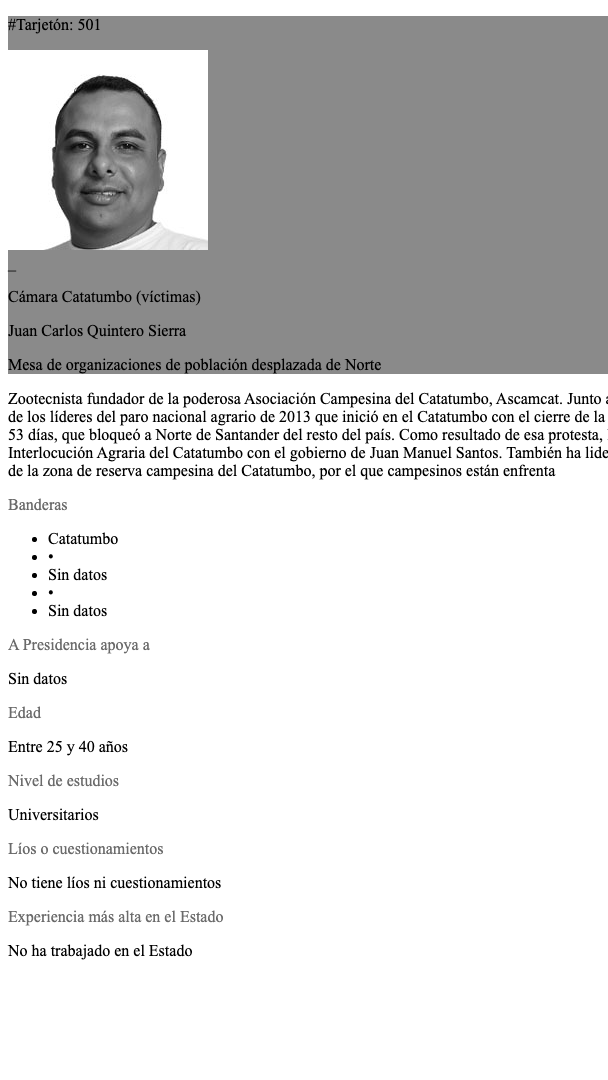 #Tarjetón: 501
_
Cámara Catatumbo (víctimas)
Juan Carlos Quintero Sierra
Mesa de organizaciones de población desplazada de Norte
Zootecnista fundador de la poderosa Asociación Campesina del Catatumbo, Ascamcat. Junto a
de los líderes del paro nacional agrario de 2013 que inició en el Catatumbo con el cierre de la
53 días, que bloqueó a Norte de Santander del resto del país. Como resultado de esa protesta,
Interlocución Agraria del Catatumbo con el gobierno de Juan Manuel Santos. También ha lide
de la zona de reserva campesina del Catatumbo, por el que campesinos están enfrenta
Banderas
• Catatumbo
• •
• Sin datos
• •
• Sin datos
A Presidencia apoya a
Sin datos
Edad
Entre 25 y 40 años
Nivel de estudios
Universitarios
Líos o cuestionamientos
No tiene líos ni cuestionamientos
Experiencia más alta en el Estado
No ha trabajado en el Estado